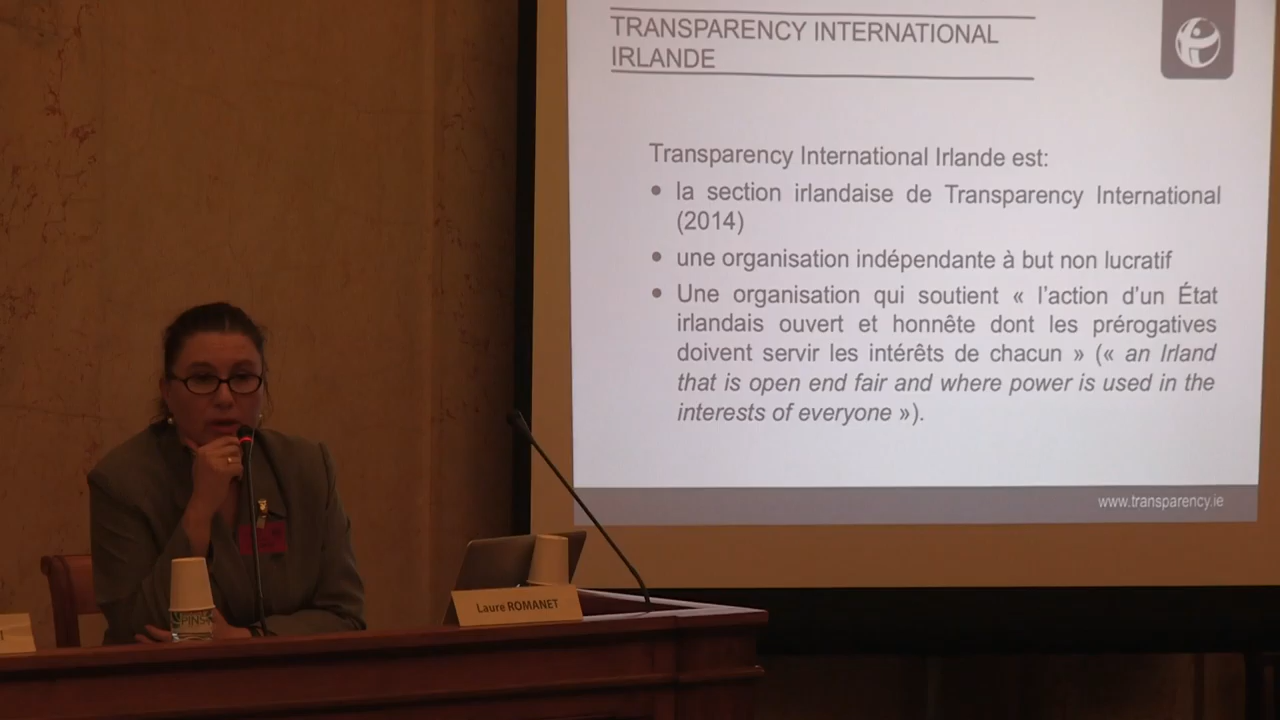 TRANSPARENCY INTERNATIONAL
IRLANDE
Transparency International Irlande est:
• la section irlandaise de Transparency International
(2014)
• une organisation indépendante à but non lucratif
• Une organisation qui soutient « l'action d'un État
irlandais ouvert et honnête dont les prérogatives
doivent servir les intérêts de chacun » (« an Irland
that is open end fair and where power is used in the
interests of everyone »).
www.transparency.ie
Laure ROMANET